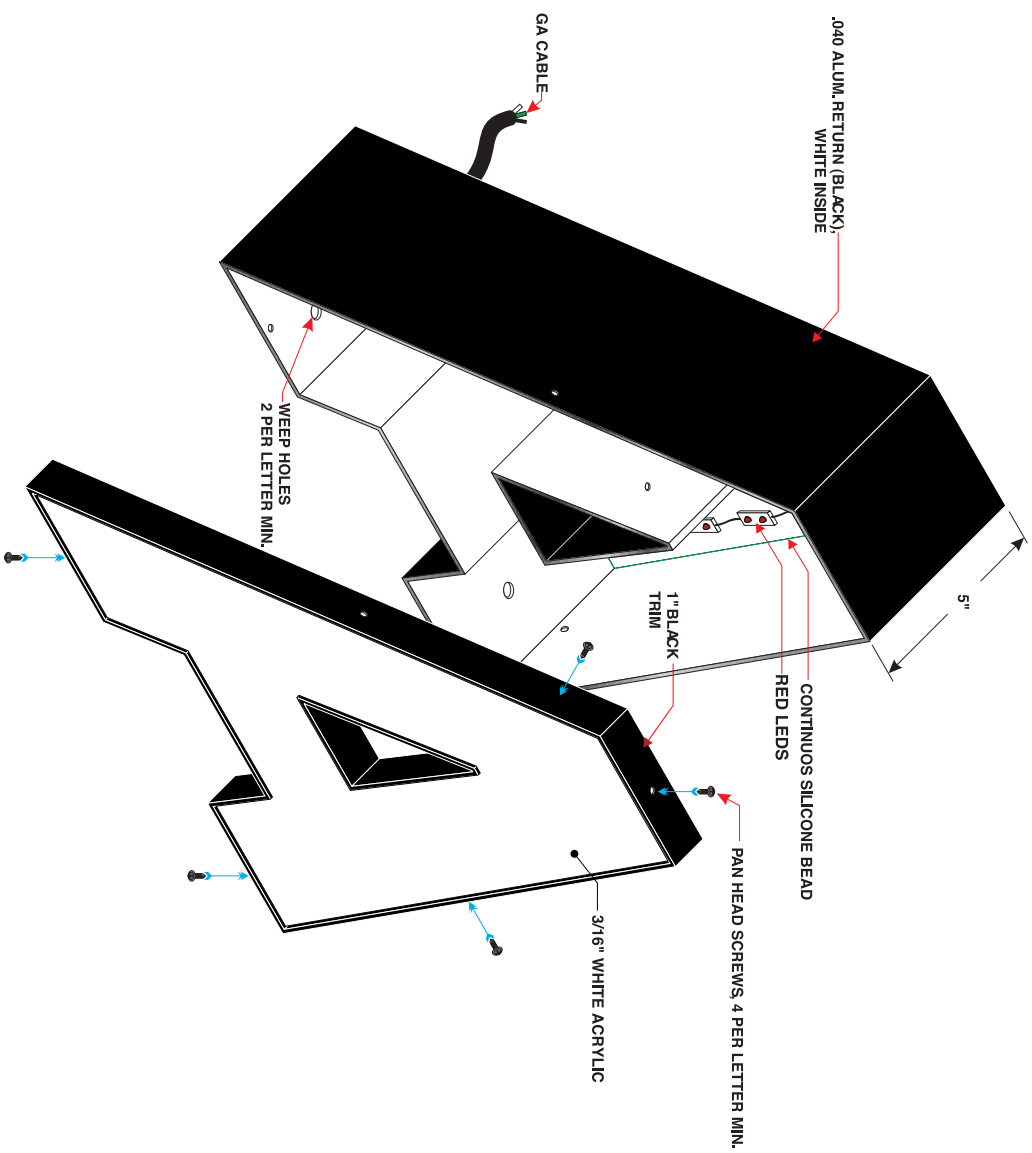 GA CABLE
.040 ALUM. RETURN (BLACK),
WHITE INSIDE
WEEP HOLES
2 PER LETTER MIN.
5"
1" BLACK
TRIM
RED LEDS
CONTINUOS SILICONE BEAD
PAN HEAD SCREWS, 4 PER LETTER MIN.
3/16" WHITE ACRYLIC